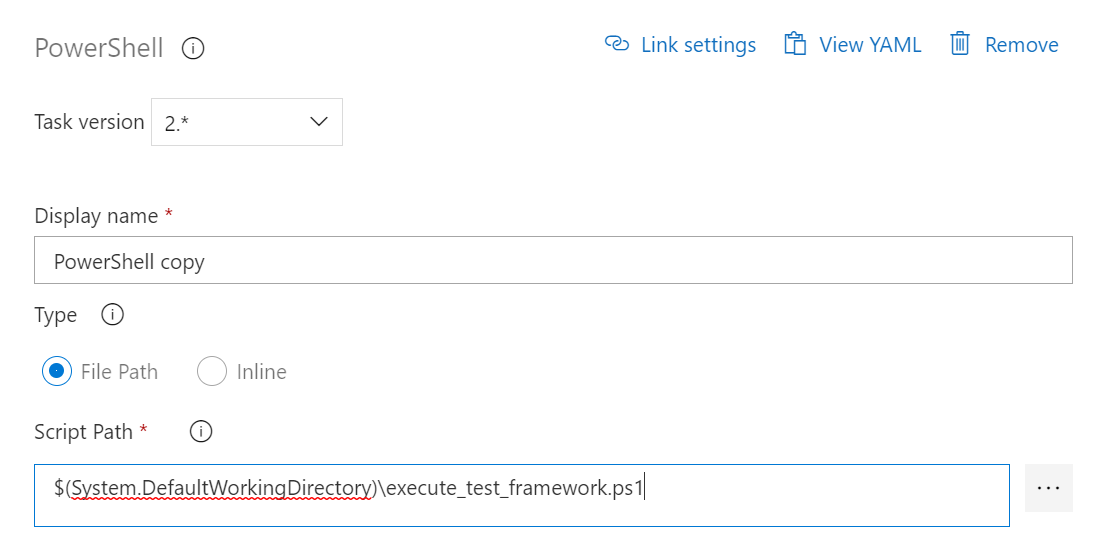 PowerShell
Link settings View YAML Remove
Task version 2.*
Display name *
PowerShell copy
Type
File Path Inline
Script Path *
$(System.DefaultWorkingDirectory)\execute_test_framework.ps1
...